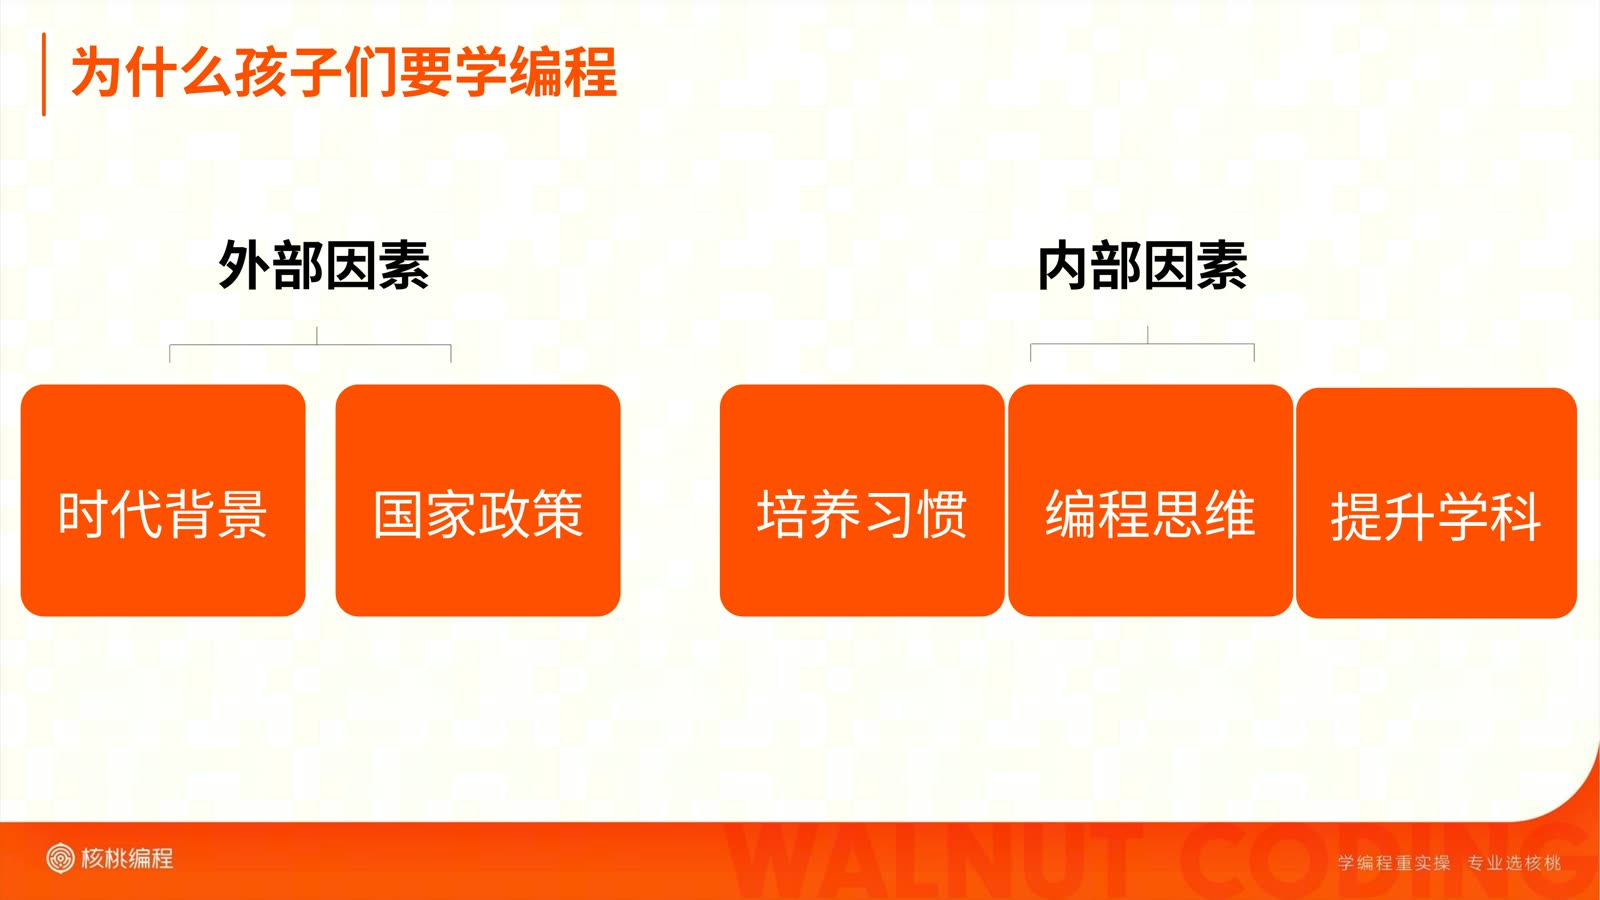 为什么孩子们要学编程
外部因素
内部因素
时代背景
国家政策
培养习惯
编程思维
提升学科
核桃编程
WALNUT CODING
学编程重实操 专业选核桃